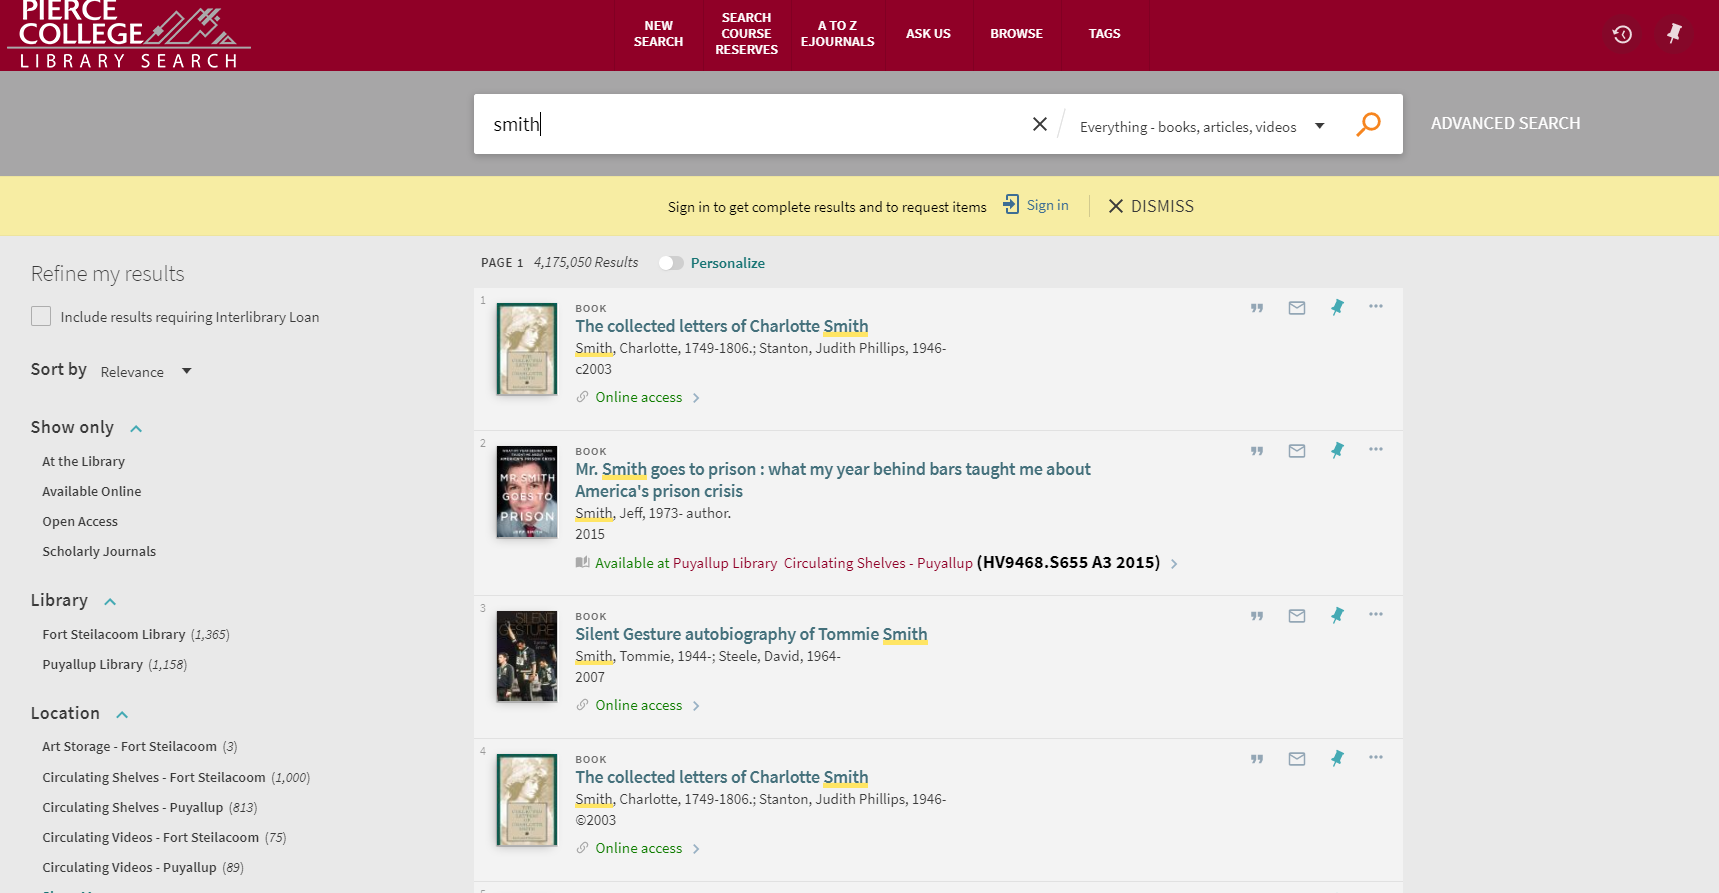 PIERCE
COLLEGE
LIBRARY SEARCH
NEW
SEARCH
SEARCH
COURSE
RESERVES
A TO Z
EJOURNALS
ASK US
BROWSE
TAGS
smith
Everything - books, articles, videos
ADVANCED SEARCH
Sign in to get complete results and to request items
Sign in
DISMISS
Refine my results
Include results requiring Interlibrary Loan
Sort by Relevance
Show only
At the Library
Available Online
Open Access
Scholarly Journals
Library
Fort Steilacoom Library (1,365)
Puyallup Library (1,158)
Location
Art Storage - Fort Steilacoom (3)
Circulating Shelves - Fort Steilacoom (1,000)
Circulating Shelves - Puyallup (813)
Circulating Videos - Fort Steilacoom (75)
Circulating Videos - Puyallup (89)
PAGE 1 4,175,050 Results Personalize
1
BOOK
The collected letters of Charlotte Smith
Smith, Charlotte, 1749-1806.; Stanton, Judith Phillips, 1946-
c2003
Online access
2
MR. SMITH
GOES TO
PRISON
JEFF SMITH
BOOK
Mr. Smith goes to prison : what my year behind bars taught me about
America's prison crisis
Smith, Jeff, 1973- author.
2015
Available at Puyallup Library Circulating Shelves - Puyallup (HV9468.S655 A3 2015)
3
SILENT
GESTURE
BOOK
Silent Gesture autobiography of Tommie Smith
Smith, Tommie, 1944-; Steele, David, 1964-
2007
Online access
4
BOOK
The collected letters of Charlotte Smith
Smith, Charlotte, 1749-1806.; Stanton, Judith Phillips, 1946-
©2003
Online access